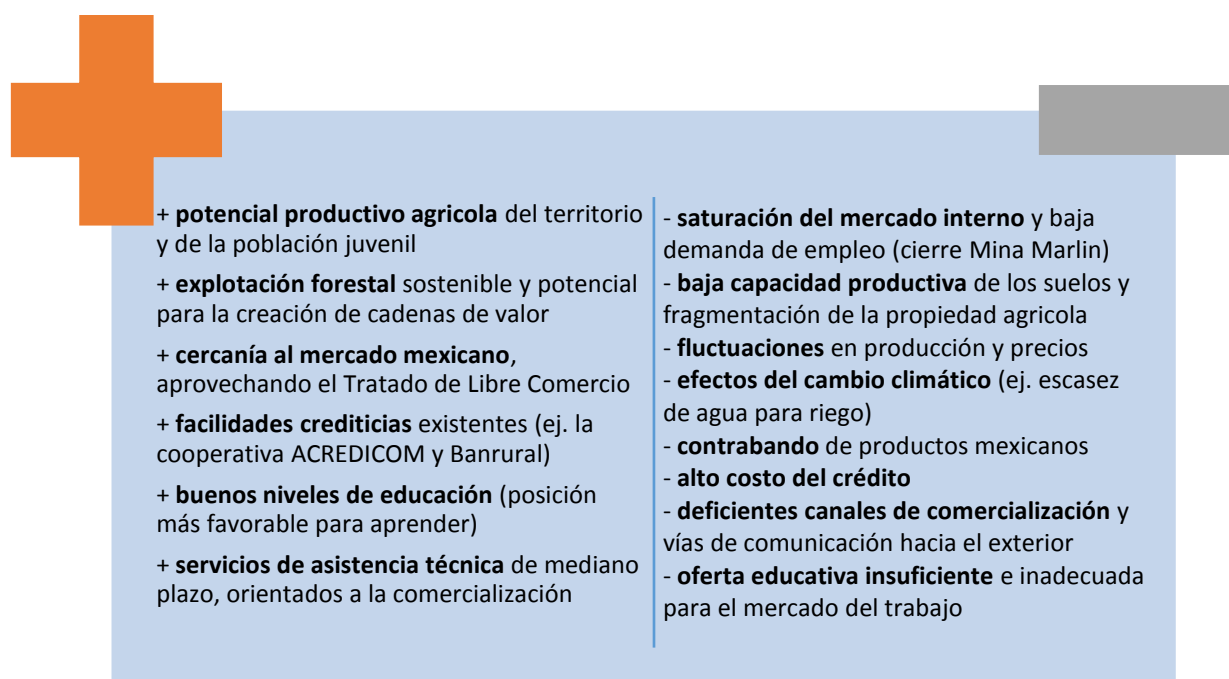 + potencial productivo agricola del territorio
y de la población juvenil
+ explotación forestal sostenible y potencial
para la creación de cadenas de valor
+ cercanía al mercado mexicano,
aprovechando el Tratado de Libre Comercio
+ facilidades crediticias existentes (ej. la
cooperativa ACREDICOM y Banrural)
+ buenos niveles de educación (posición
más favorable para aprender)
+ servicios de asistencia técnica de mediano
plazo, orientados a la comercialización
- saturación del mercado interno y baja
demanda de empleo (cierre Mina Marlin)
- baja capacidad productiva de los suelos y
fragmentación de la propiedad agricola
- fluctuaciones en producción y precios
- efectos del cambio climático (ej. escasez
de agua para riego)
- contrabando de productos mexicanos
- alto costo del crédito
- deficientes canales de comercialización y
vías de comunicación hacia el exterior
- oferta educativa insuficiente e inadecuada
para el mercado del trabajo